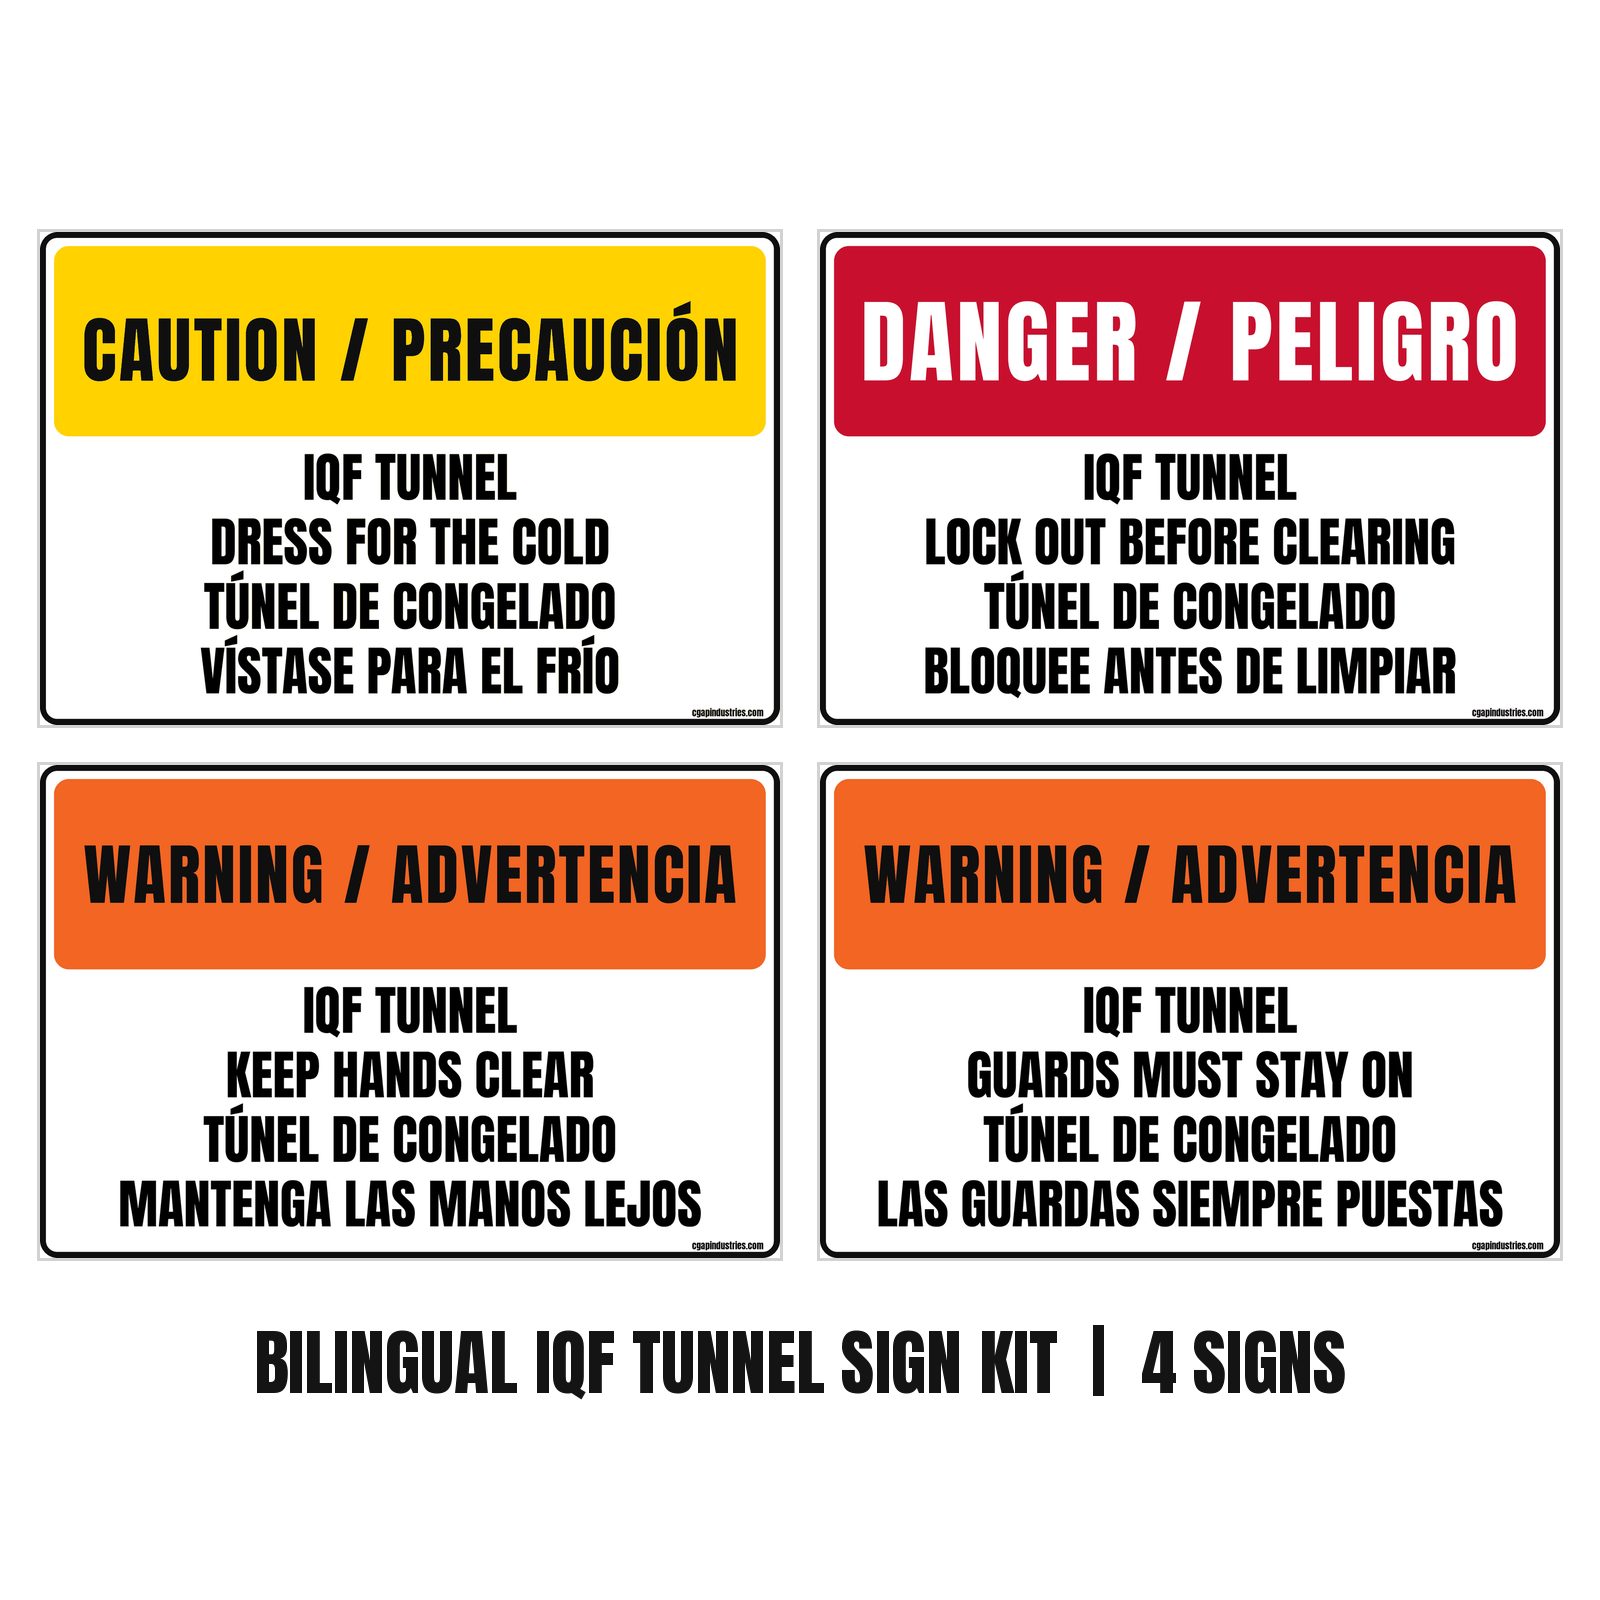 CAUTION / PRECAUCIÓN
IQF TUNNEL
DRESS FOR THE COLD
TÚNEL DE CONGELADO
VÍSTASE PARA EL FRÍO
cgapindustries.com
DANGER / PELIGRO
IQF TUNNEL
LOCK OUT BEFORE CLEARING
TÚNEL DE CONGELADO
BLOQUEE ANTES DE LIMPIAR
cgapindustries.com
WARNING / ADVERTENCIA
IQF TUNNEL
KEEP HANDS CLEAR
TÚNEL DE CONGELADO
MANTENGA LAS MANOS LEJOS
cgapindustries.com
WARNING / ADVERTENCIA
IQF TUNNEL
GUARDS MUST STAY ON
TÚNEL DE CONGELADO
LAS GUARDAS SIEMPRE PUESTAS
cgapindustries.com
BILINGUAL IQF TUNNEL SIGN KIT | 4 SIGNS